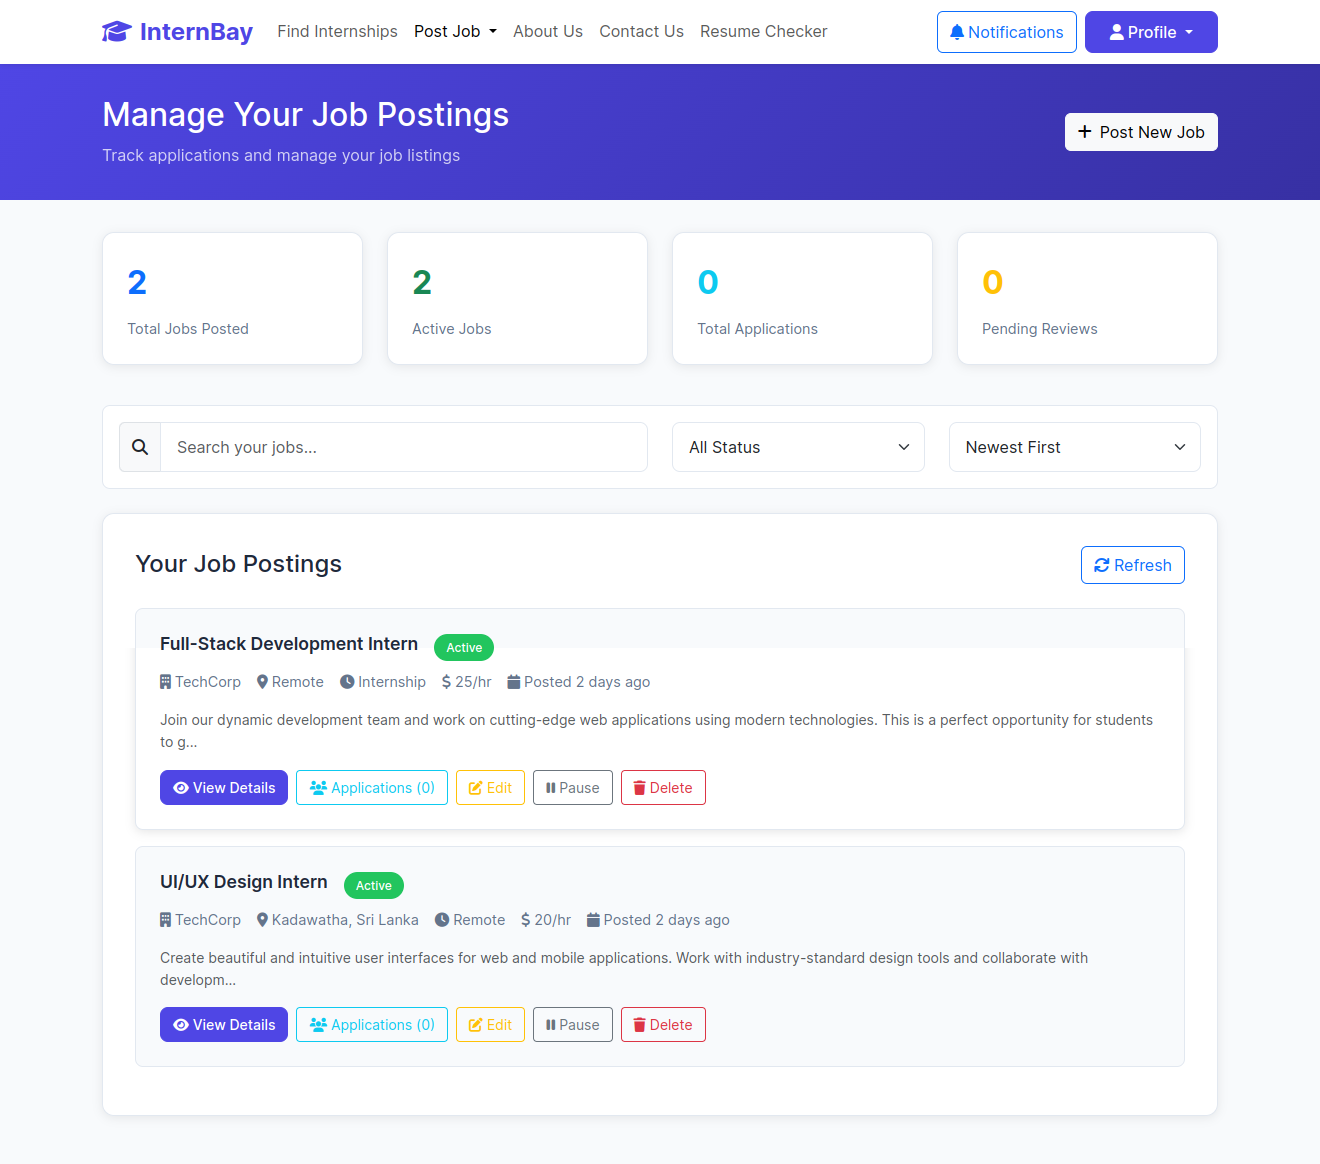 InternBay Find Internships Post Job About Us Contact Us Resume Checker Notifications Profile
Manage Your Job Postings
Track applications and manage your job listings
Post New Job
2
Total Jobs Posted
2
Active Jobs
0
Total Applications
0
Pending Reviews
Search your jobs...
All Status
Newest First
Your Job Postings
Refresh
Full-Stack Development Intern Active
TechCorp Remote Internship $ 25/hr Posted 2 days ago
Join our dynamic development team and work on cutting-edge web applications using modern technologies. This is a perfect opportunity for students
to g...
View Details Applications (0) Edit Pause Delete
UI/UX Design Intern Active
TechCorp Kadawatha, Sri Lanka Remote $ 20/hr Posted 2 days ago
Create beautiful and intuitive user interfaces for web and mobile applications. Work with industry-standard design tools and collaborate with
developm...
View Details Applications (0) Edit Pause Delete